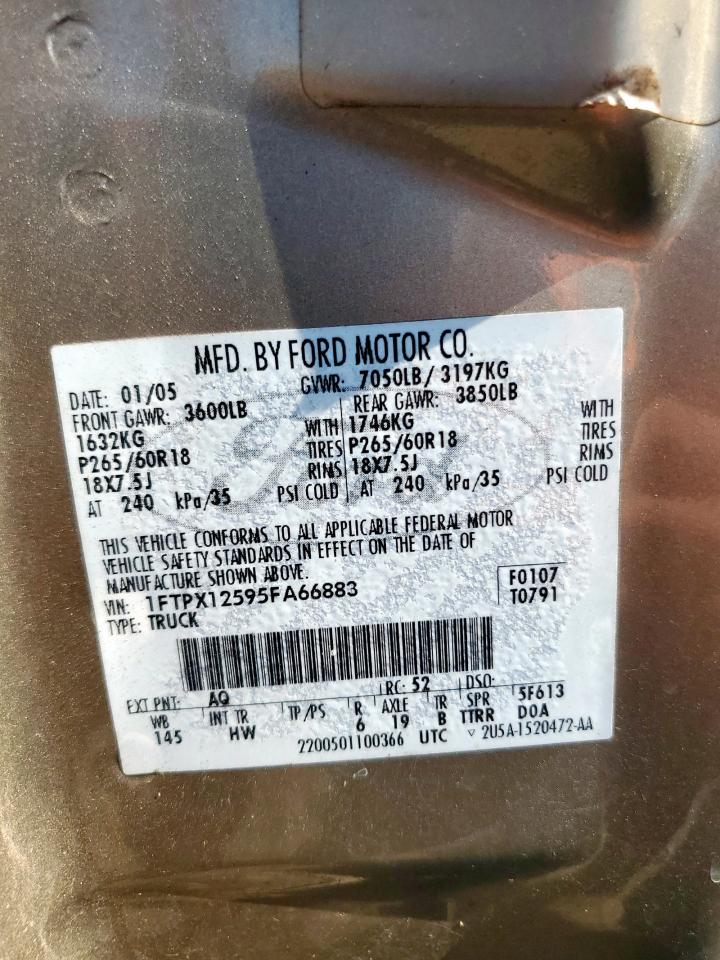 MFD. BY FORD MOTOR CO.
DATE: 01/05 GVWR: 7050LB/ 3197KG
FRONT GAWR: 3600LB REAR GAWR: 3850LB
1632KG WITH 1746KG WITH
P265/60R18 TIRES P265/60R18 TIRES
18X7.5J RIMS 18X7.5J RIMS
AT 240 kPa/35 PSI COLD AT 240 kPa/35 PSI COLD
THIS VEHICLE CONFORMS TO ALL APPLICABLE FEDERAL MOTOR
VEHICLE SAFETY STANDARDS IN EFFECT ON THE DATE OF
MANUFACTURE SHOWN ABOVE.
VIN: 1FTPX12595FA66883 F0107
TYPE: TRUCK T0791
EXT PNT: AQ RC: 52 DSO:
WB INT TR TP/PS R AXLE TR SPR 5F613
145 HW 6 19 B TTRR D0A
2200501100366 UTC ▽ 2U5A-1520472-AA